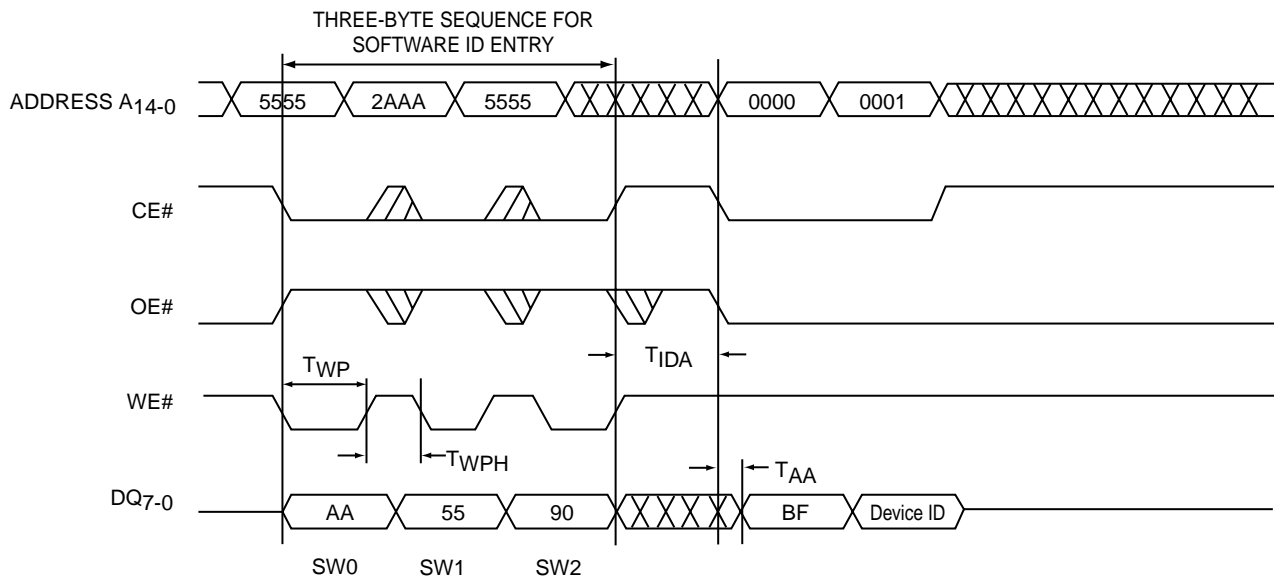 THREE-BYTE SEQUENCE FOR
SOFTWARE ID ENTRY
ADDRESS A14-0
5555 2AAA 5555 0000 0001
CE#
OE#
TIDA
TWP
WE#
TWPH
TAA
DQ7-0
AA 55 90 BF Device ID
SW0 SW1 SW2